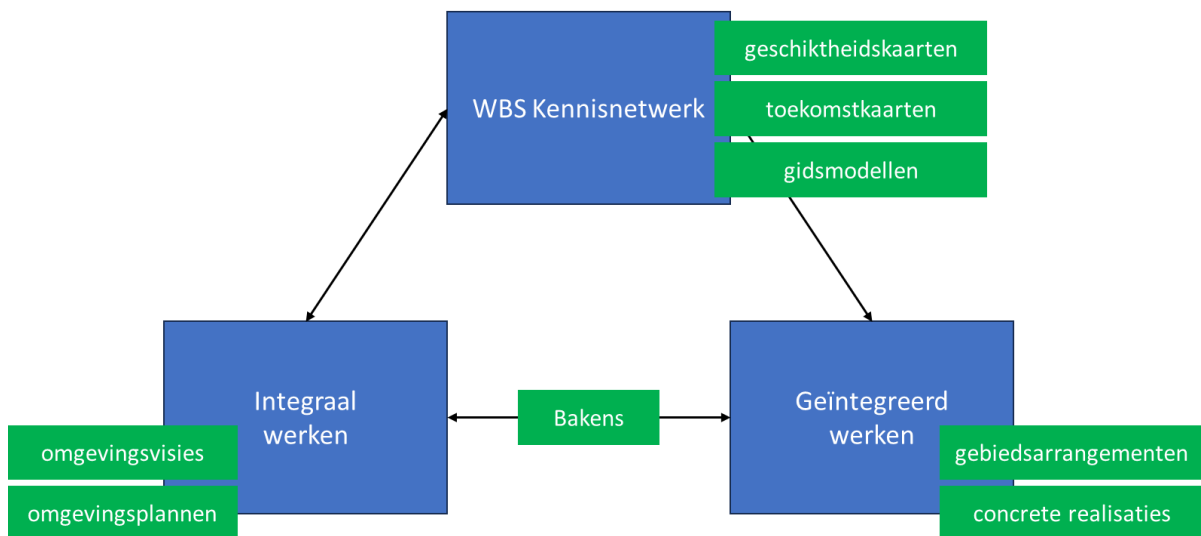 geschiktheidskaarten
WBS Kennisnetwerk
toekomstkaarten
gidsmodellen
Integraal
werken
Bakens
Geïntegreerd
werken
omgevingsvisies
omgevingsplannen
gebiedsarrangementen
concrete realisaties